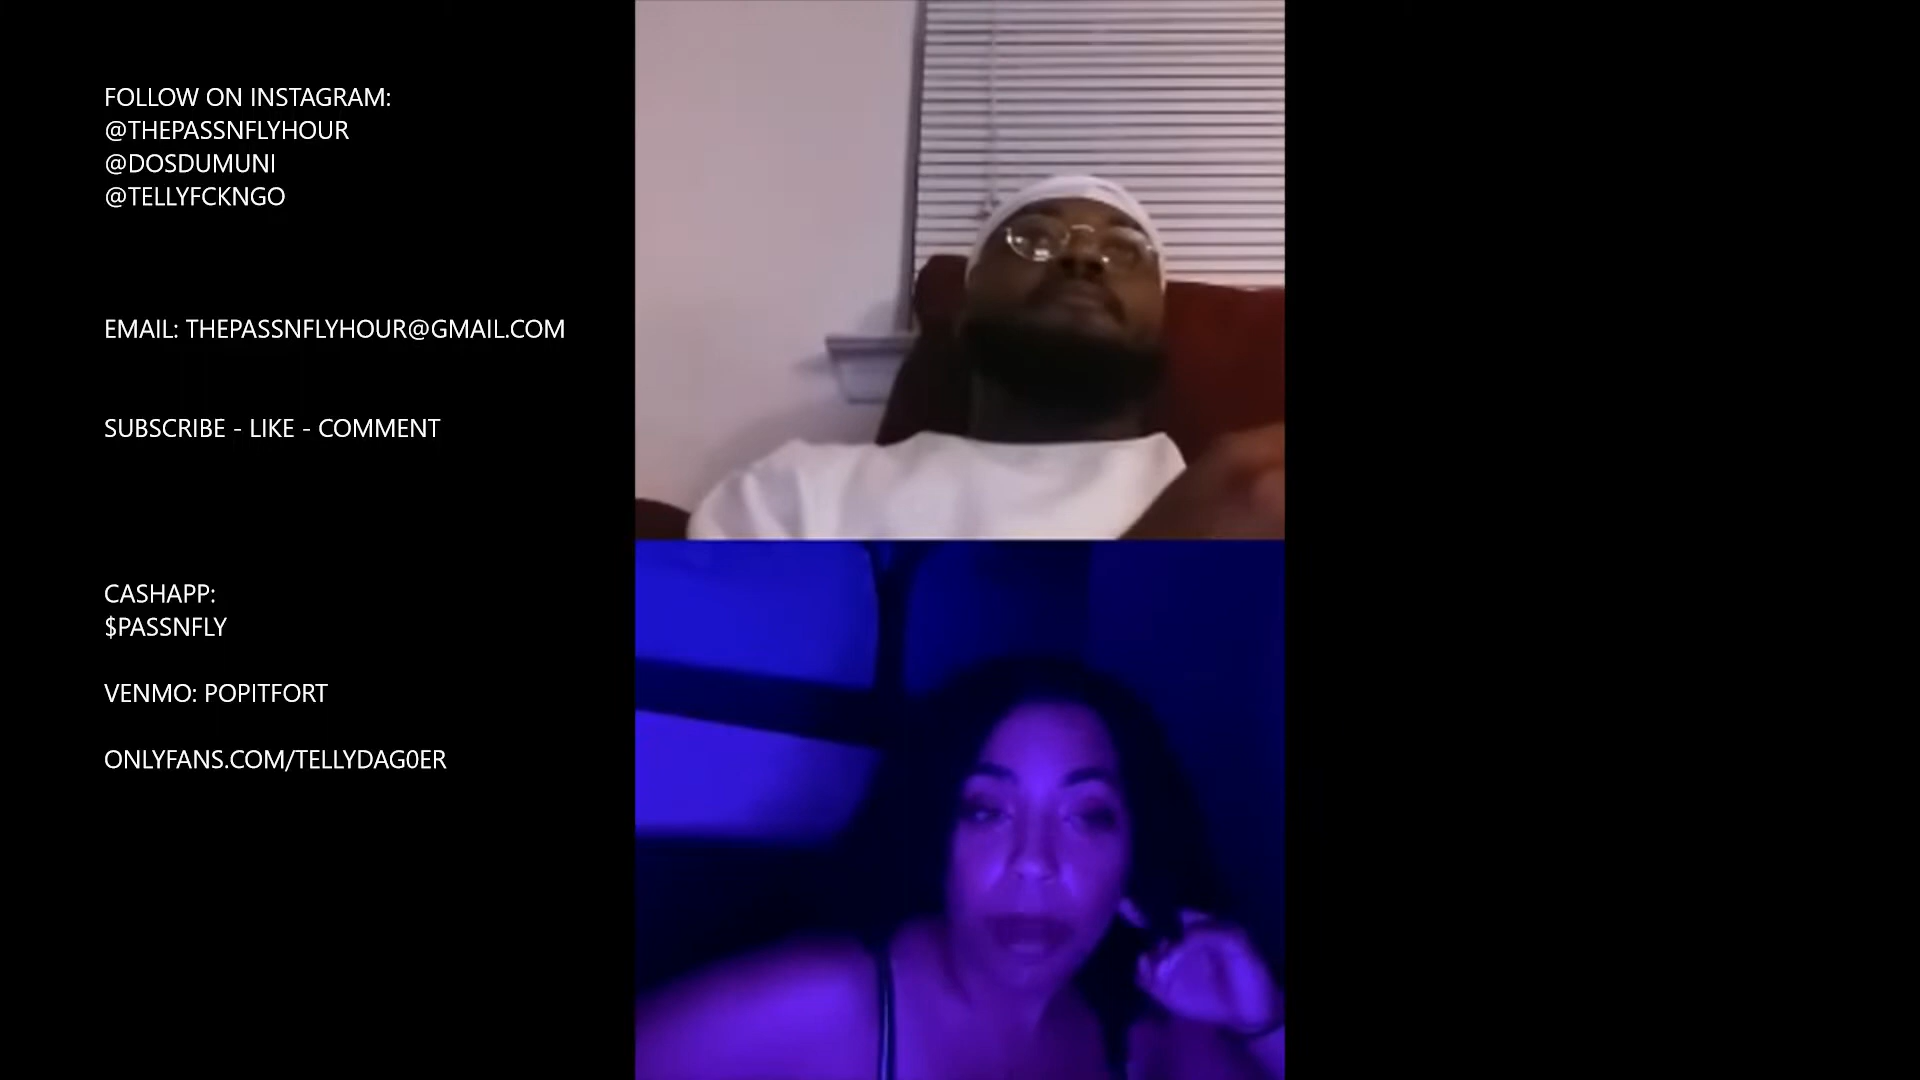 FOLLOW ON INSTAGRAM:
@THEPASSNFLYHOUR
@DOSDUMUNI
@TELLYFCKNGO
EMAIL: THEPASSNFLYHOUR@GMAIL.COM
SUBSCRIBE - LIKE - COMMENT
CASHAPP:
$PASSNFLY
VENMO: POPITFORT
ONLYFANS.COM/TELLYDAG0ER